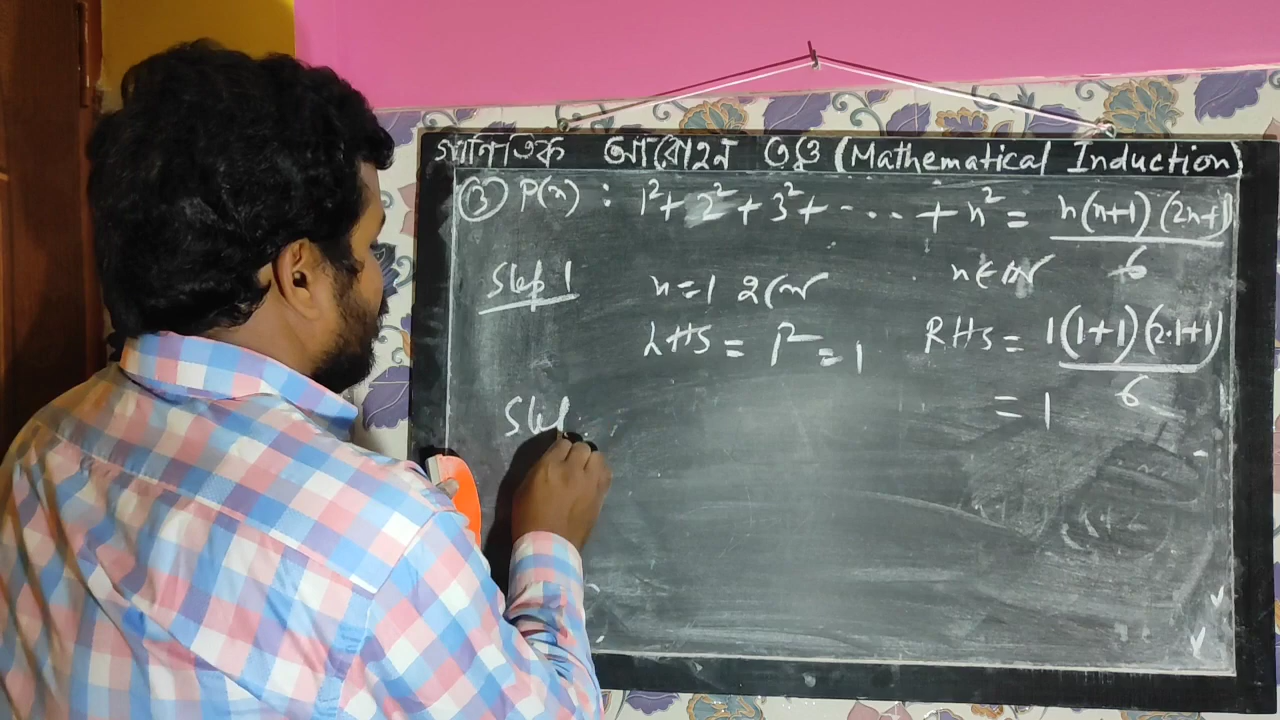 গাণিতিক আরোহন তত্ত্ব (Mathematical Induction)
③ P(n) : 1² + 2² + 3² + ... + n² = n(n+1)(2n+1)/6
n∈N
Step 1 n=1 হলে
LHS = 1² = 1 RHS = 1(1+1)(2·1+1)/6
= 1
Ste